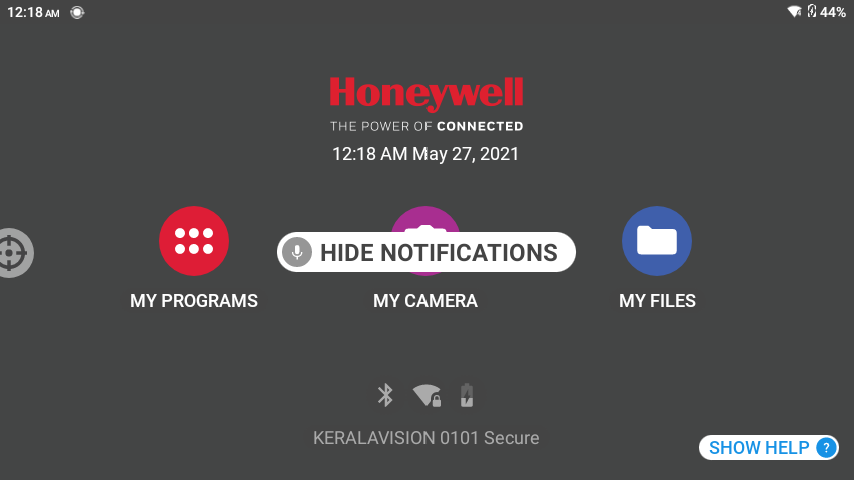 12:18 AM
44%
Honeywell
THE POWER OF CONNECTED
12:18 AM May 27, 2021
HIDE NOTIFICATIONS
MY PROGRAMS
MY CAMERA
MY FILES
KERALAVISION 0101 Secure
SHOW HELP ?